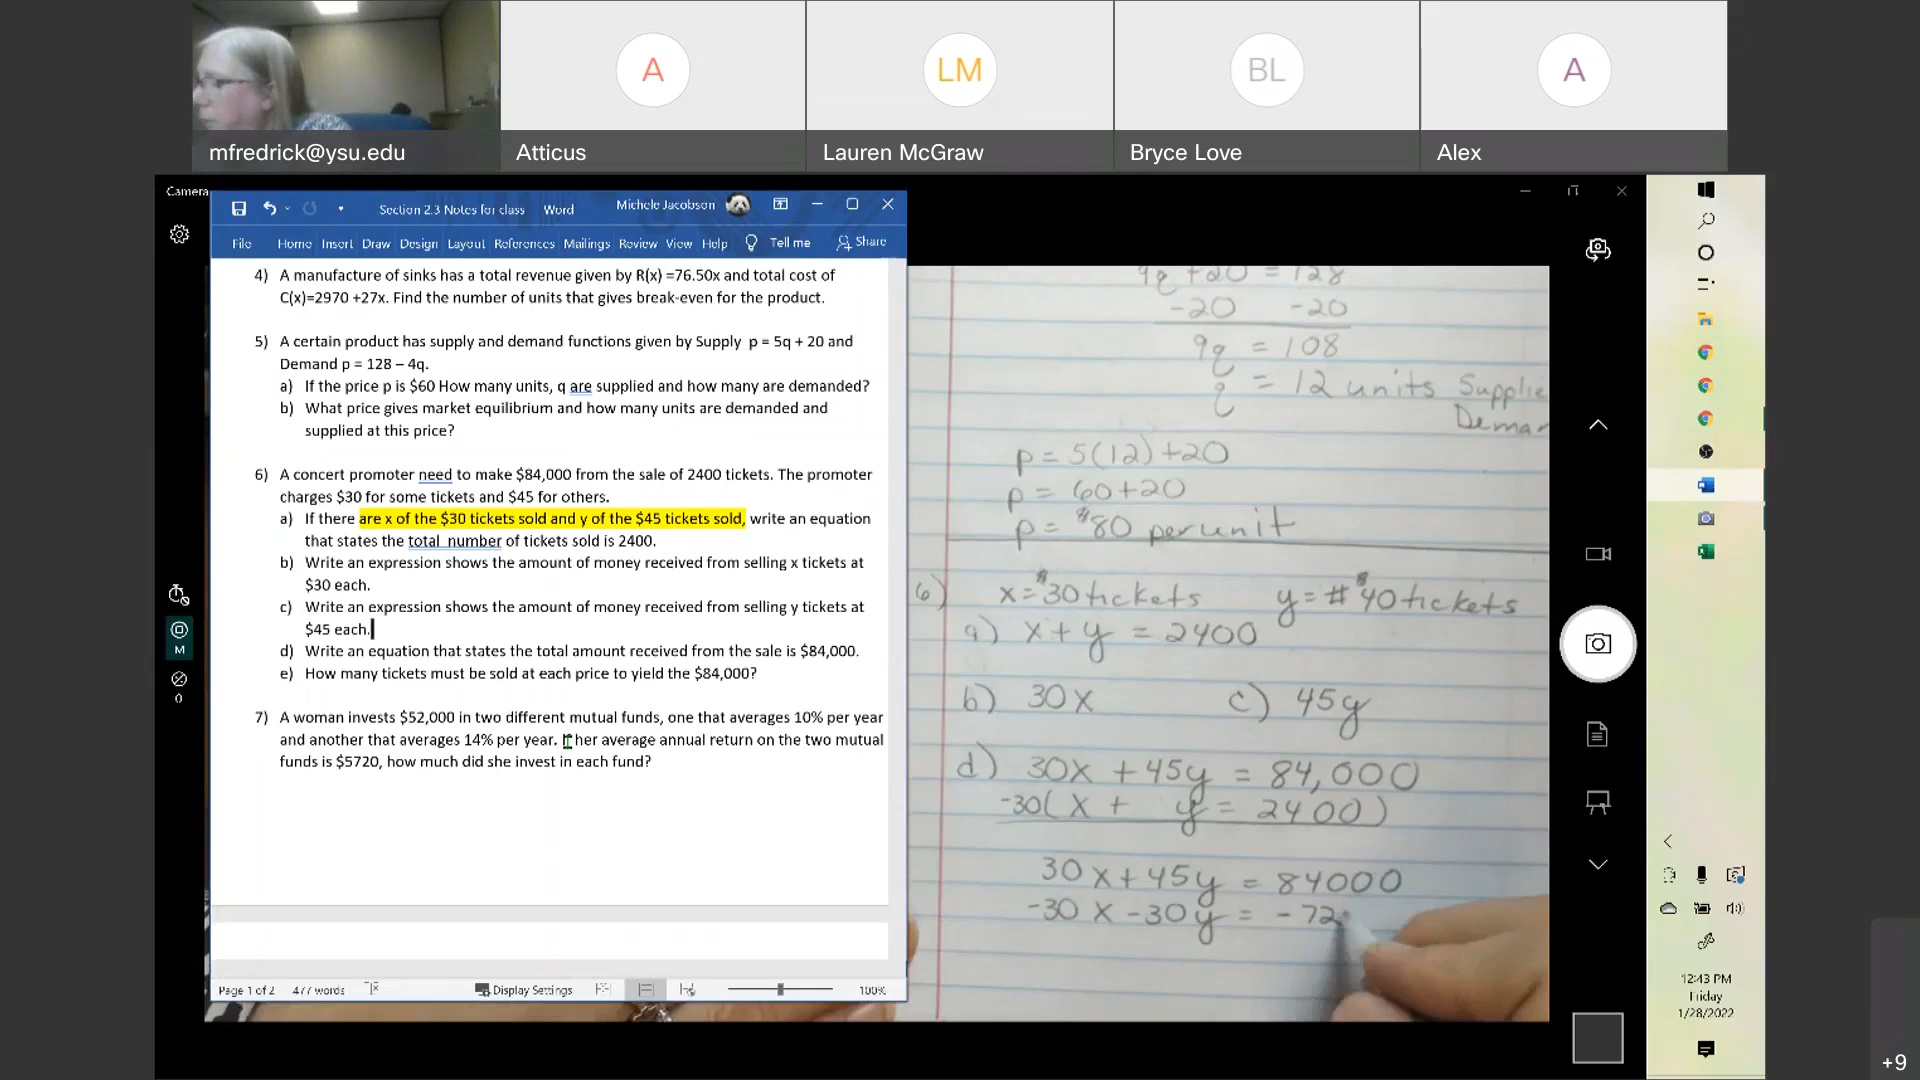 A
LM
BL
A
mfredrick@ysu.edu
Atticus
Lauren McGraw
Bryce Love
Alex
Camera
Section 2.3 Notes for class
Word
Michele Jacobson
File
Home
Insert
Draw
Design
Layout
References
Mailings
Review
View
Help
Tell me
Share
4) A manufacture of sinks has a total revenue given by R(x) =76.50x and total cost of
C(x)=2970 +27x. Find the number of units that gives break-even for the product.
5) A certain product has supply and demand functions given by Supply p = 5q + 20 and
Demand p = 128 – 4q.
a) If the price p is $60 How many units, q are supplied and how many are demanded?
b) What price gives market equilibrium and how many units are demanded and
supplied at this price?
6) A concert promoter need to make $84,000 from the sale of 2400 tickets. The promoter
charges $30 for some tickets and $45 for others.
a) If there are x of the $30 tickets sold and y of the $45 tickets sold, write an equation
that states the total number of tickets sold is 2400.
b) Write an expression shows the amount of money received from selling x tickets at
$30 each.
c) Write an expression shows the amount of money received from selling y tickets at
$45 each.
d) Write an equation that states the total amount received from the sale is $84,000.
e) How many tickets must be sold at each price to yield the $84,000?
7) A woman invests $52,000 in two different mutual funds, one that averages 10% per year
and another that averages 14% per year. If her average annual return on the two mutual
funds is $5720, how much did she invest in each fund?
Page 1 of 2
477 words
Display Settings
100%
M
0
9q +20 = 128
-20 -20
9q = 108
q = 12 units Supplie
Deman
p = 5(12) +20
p = 60+20
p = $80 per unit
6) x = $30 tickets y = # $40 tickets
a) x + y = 2400
b) 30x c) 45y
d) 30x + 45y = 84,000
-30( x + y = 2400)
30x + 45y = 84000
-30x -30y = -72
12:43 PM
Friday
1/28/2022
+9